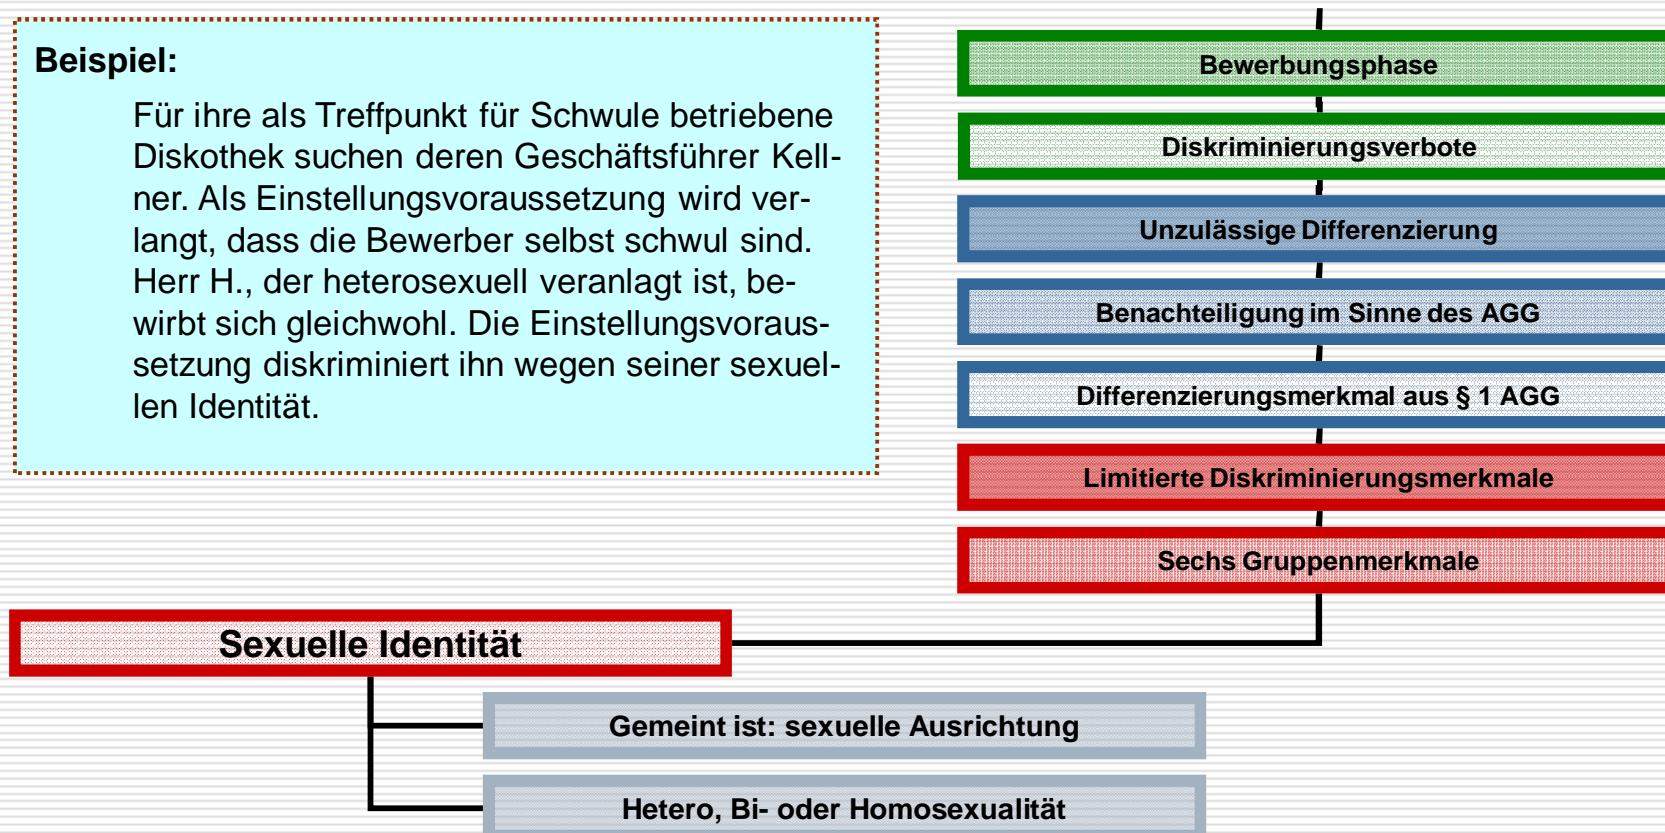 Beispiel:
Für ihre als Treffpunkt für Schwule betriebene
Diskothek suchen deren Geschäftsführer Kell-
ner. Als Einstellungsvoraussetzung wird ver-
langt, dass die Bewerber selbst schwul sind.
Herr H., der heterosexuell veranlagt ist, be-
wirbt sich gleichwohl. Die Einstellungsvoraus-
setzung diskriminiert ihn wegen seiner sexuel-
len Identität.
Bewerbungsphase
Diskriminierungsverbote
Unzulässige Differenzierung
Benachteiligung im Sinne des AGG
Differenzierungsmerkmal aus § 1 AGG
Limitierte Diskriminierungsmerkmale
Sechs Gruppenmerkmale
Sexuelle Identität
Gemeint ist: sexuelle Ausrichtung
Hetero, Bi- oder Homosexualität